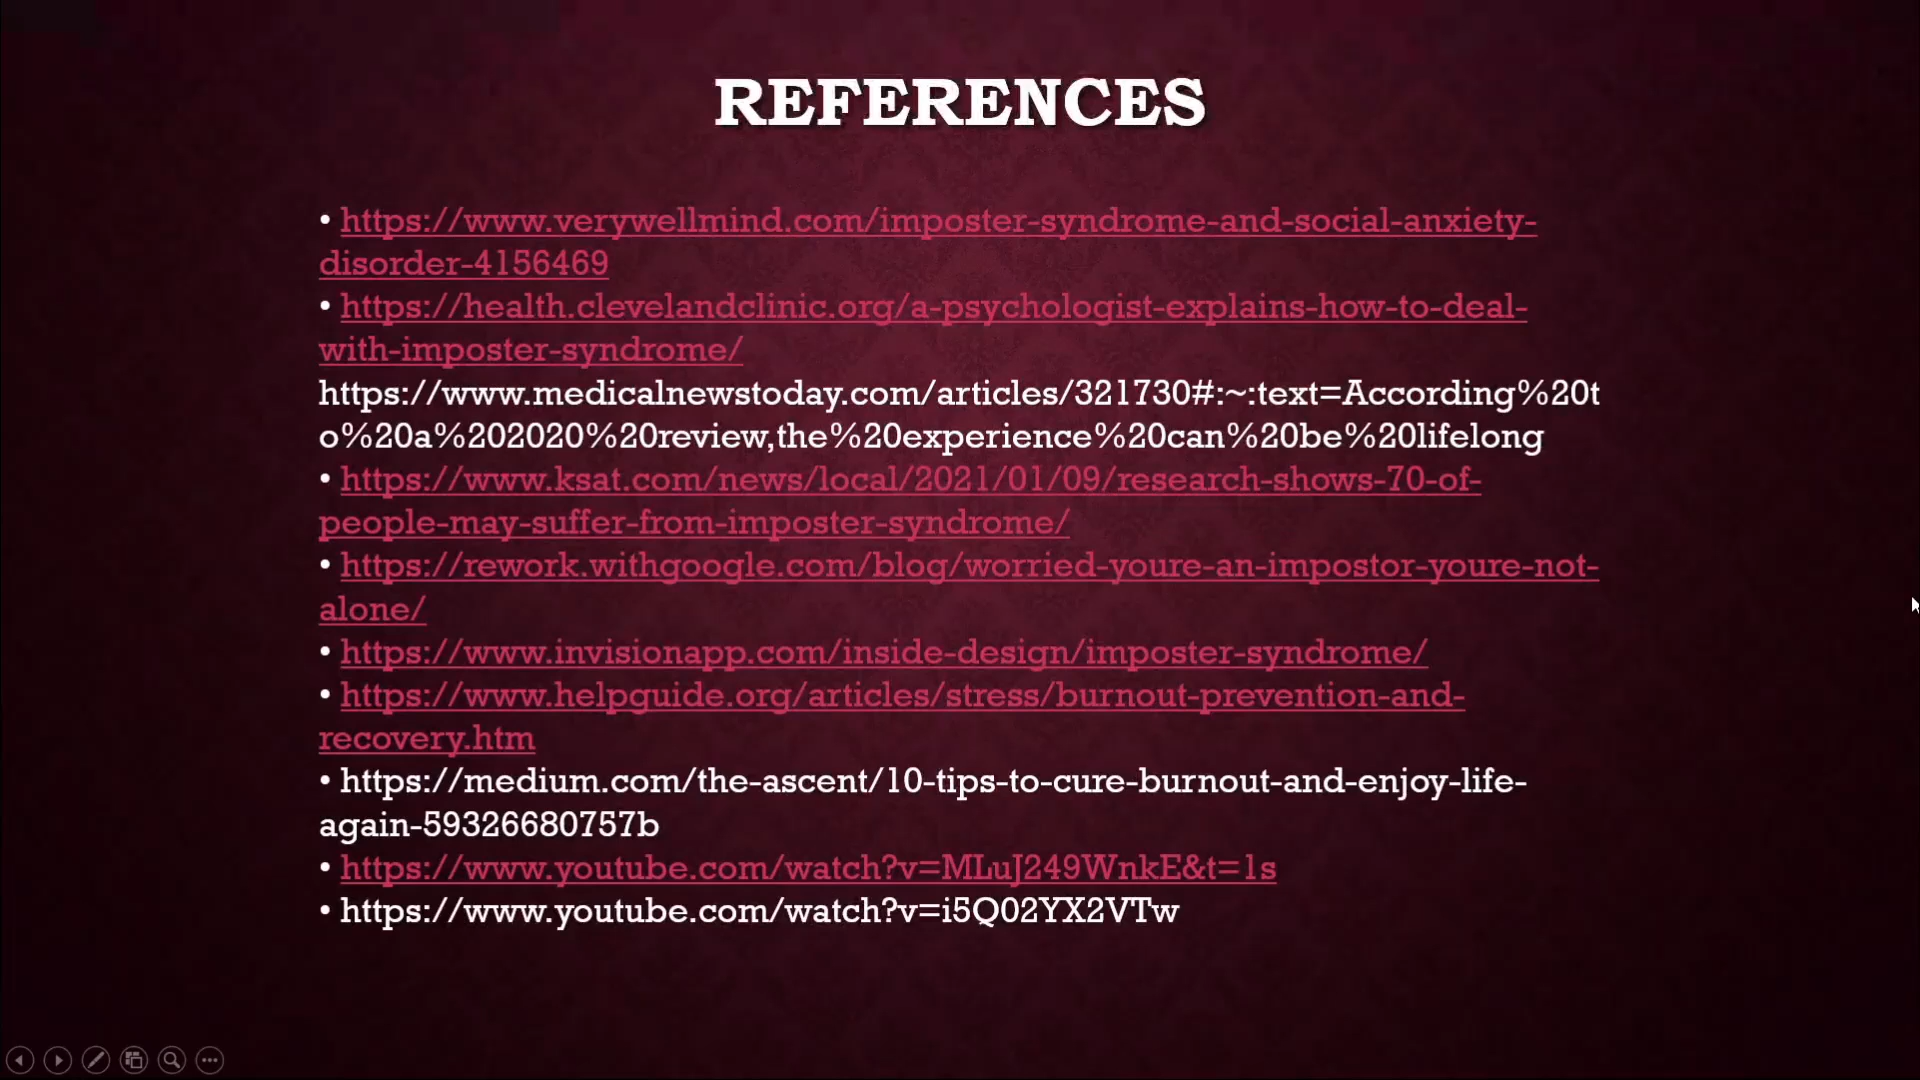 REFERENCES
• https://www.verywellmind.com/imposter-syndrome-and-social-anxiety-
disorder-4156469
• https://health.clevelandclinic.org/a-psychologist-explains-how-to-deal-
with-imposter-syndrome/
https://www.medicalnewstoday.com/articles/321730#:~:text=According%20t
o%20a%202020%20review,the%20experience%20can%20be%20lifelong
• https://www.ksat.com/news/local/2021/01/09/research-shows-70-of-
people-may-suffer-from-imposter-syndrome/
• https://rework.withgoogle.com/blog/worried-youre-an-impostor-youre-not-
alone/
• https://www.invisionapp.com/inside-design/imposter-syndrome/
• https://www.helpguide.org/articles/stress/burnout-prevention-and-
recovery.htm
• https://medium.com/the-ascent/10-tips-to-cure-burnout-and-enjoy-life-
again-59326680757b
• https://www.youtube.com/watch?v=MLuJ249WnkE&t=1s
• https://www.youtube.com/watch?v=i5Q02YX2VTw